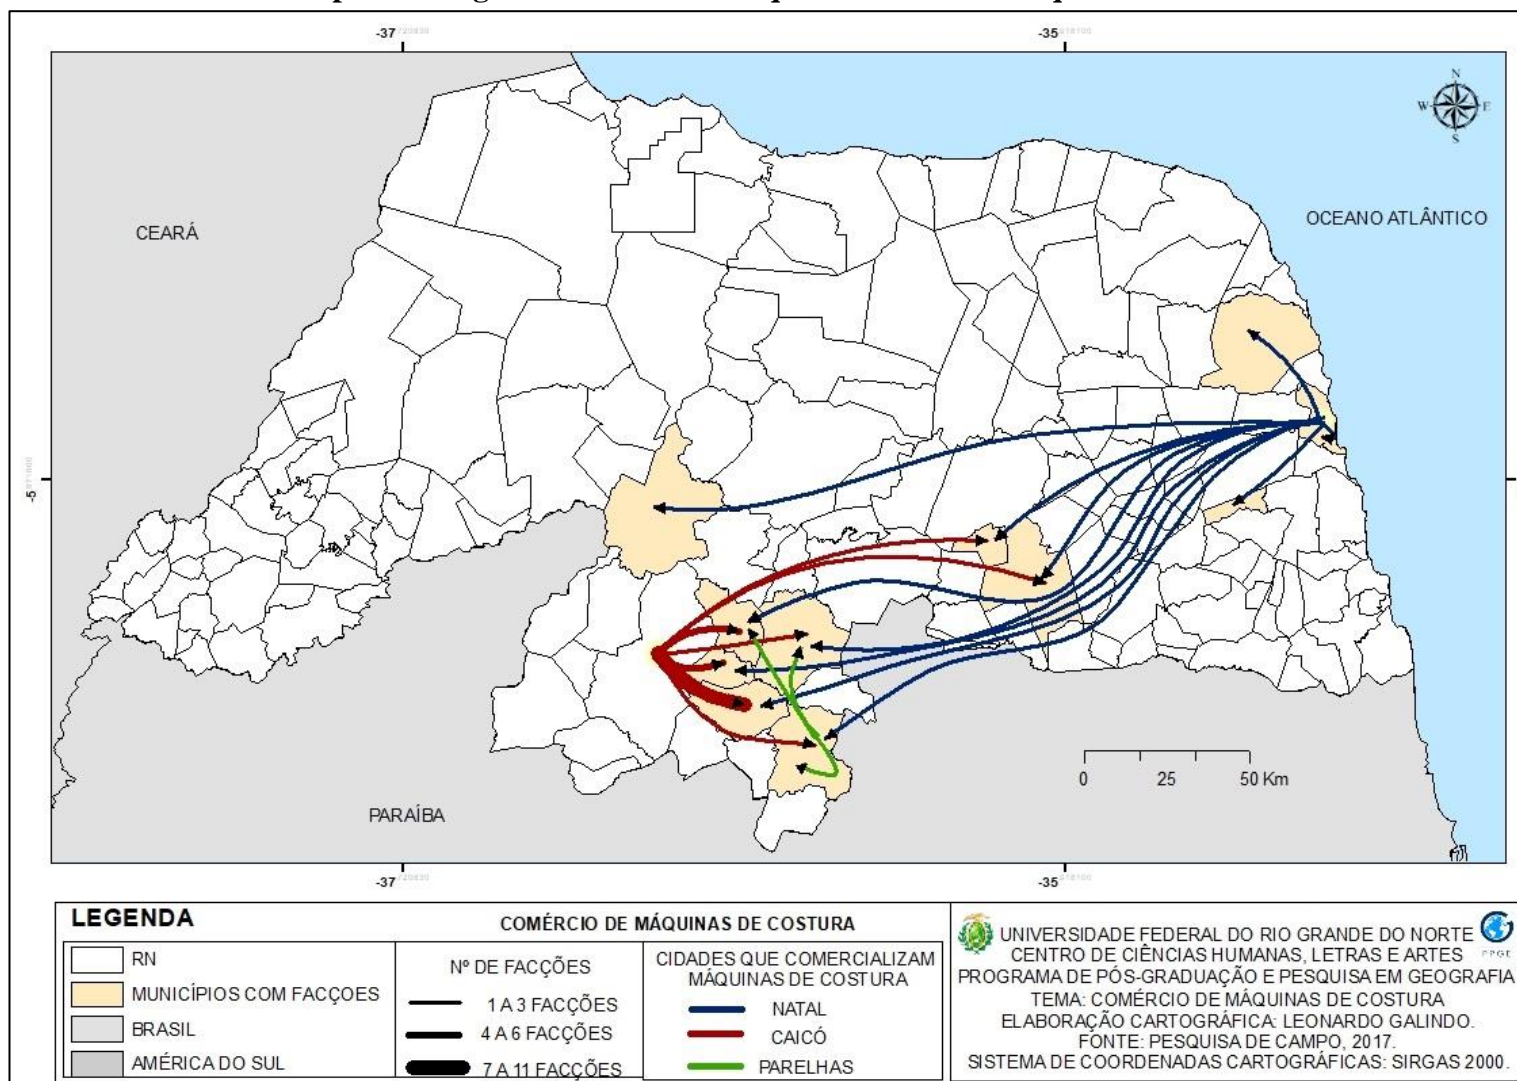 -37
-35
N
W E
S
CEARÁ
OCEANO ATLÂNTICO
-5
0 25 50 Km
PARAÍBA
-37
-35
LEGENDA
RN
MUNICÍPIOS COM FACÇOES
BRASIL
AMÉRICA DO SUL
COMÉRCIO DE MÁQUINAS DE COSTURA
Nº DE FACÇÕES
1 A 3 FACÇÕES
4 A 6 FACÇÕES
7 A 11 FACÇÕES
CIDADES QUE COMERCIALIZAM
MÁQUINAS DE COSTURA
NATAL
CAICÓ
PARELHAS
UNIVERSIDADE FEDERAL DO RIO GRANDE DO NORTE
CENTRO DE CIÊNCIAS HUMANAS, LETRAS E ARTES
PPGE
PROGRAMA DE PÓS-GRADUAÇÃO E PESQUISA EM GEOGRAFIA
TEMA: COMÉRCIO DE MÁQUINAS DE COSTURA
ELABORAÇÃO CARTOGRÁFICA: LEONARDO GALINDO.
FONTE: PESQUISA DE CAMPO, 2017.
SISTEMA DE COORDENADAS CARTOGRÁFICAS: SIRGAS 2000.